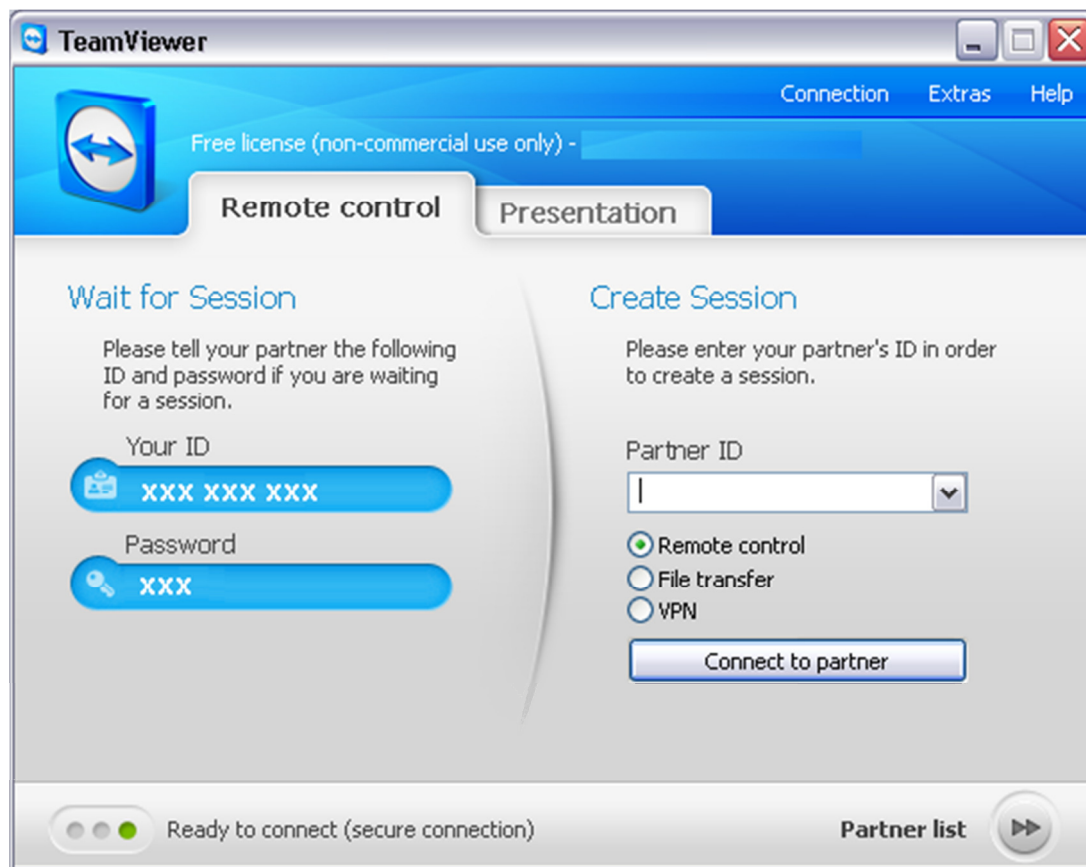 TeamViewer
Connection Extras Help
Free license (non-commercial use only) -
Remote control Presentation
Wait for Session
Please tell your partner the following
ID and password if you are waiting
for a session.
Your ID
xxx xxx xxx
Password
xxx
Create Session
Please enter your partner's ID in order
to create a session.
Partner ID
Remote control
File transfer
VPN
Connect to partner
Ready to connect (secure connection)
Partner list